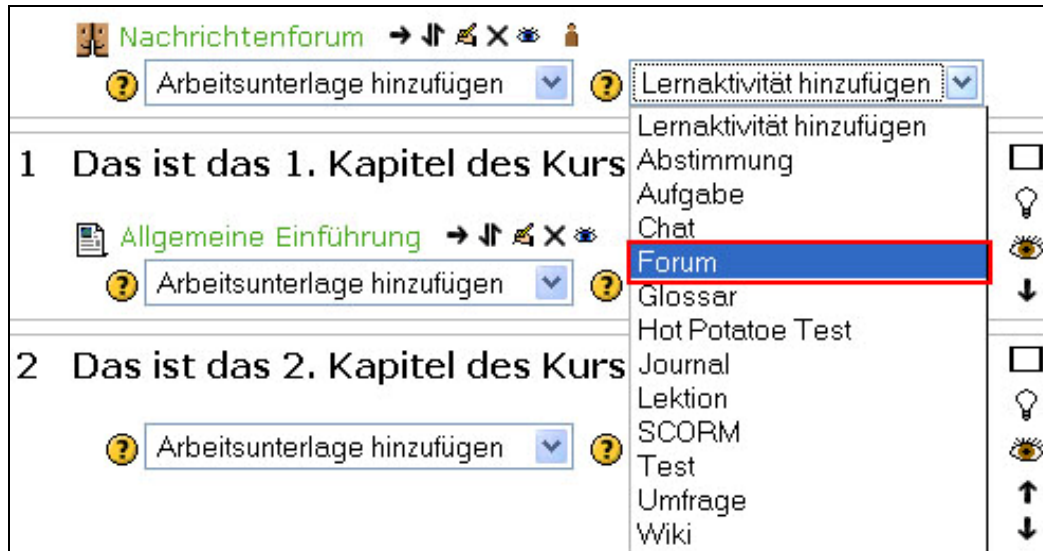 Nachrichtenforum
Arbeitsunterlage hinzufügen
Lernaktivität hinzufügen
Lernaktivität hinzufügen
Abstimmung
Aufgabe
Chat
Forum
Glossar
Hot Potatoe Test
Journal
Lektion
SCORM
Test
Umfrage
Wiki
1 Das ist das 1. Kapitel des Kurs
Allgemeine Einführung
Arbeitsunterlage hinzufügen
2 Das ist das 2. Kapitel des Kurs
Arbeitsunterlage hinzufügen